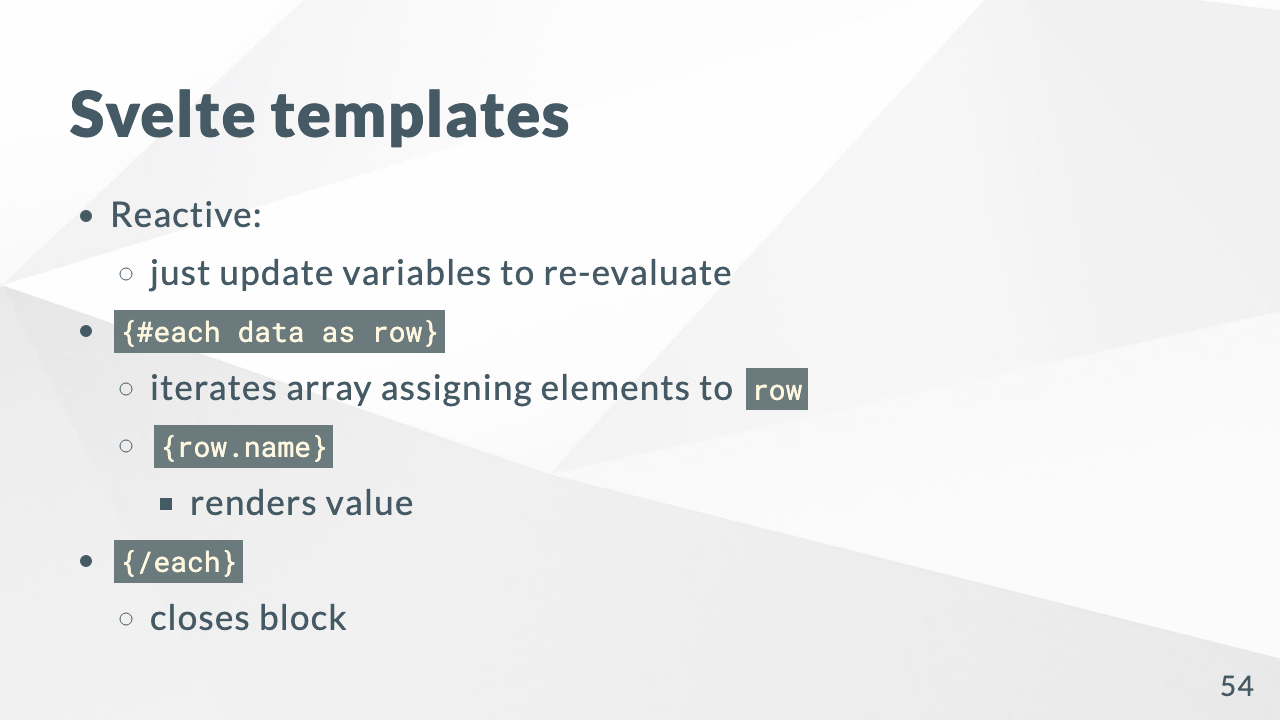 Svelte templates
Reactive:
just update variables to re-evaluate
{#each data as row}
iterates array assigning elements to row
{row.name}
renders value
{/each}
closes block
54